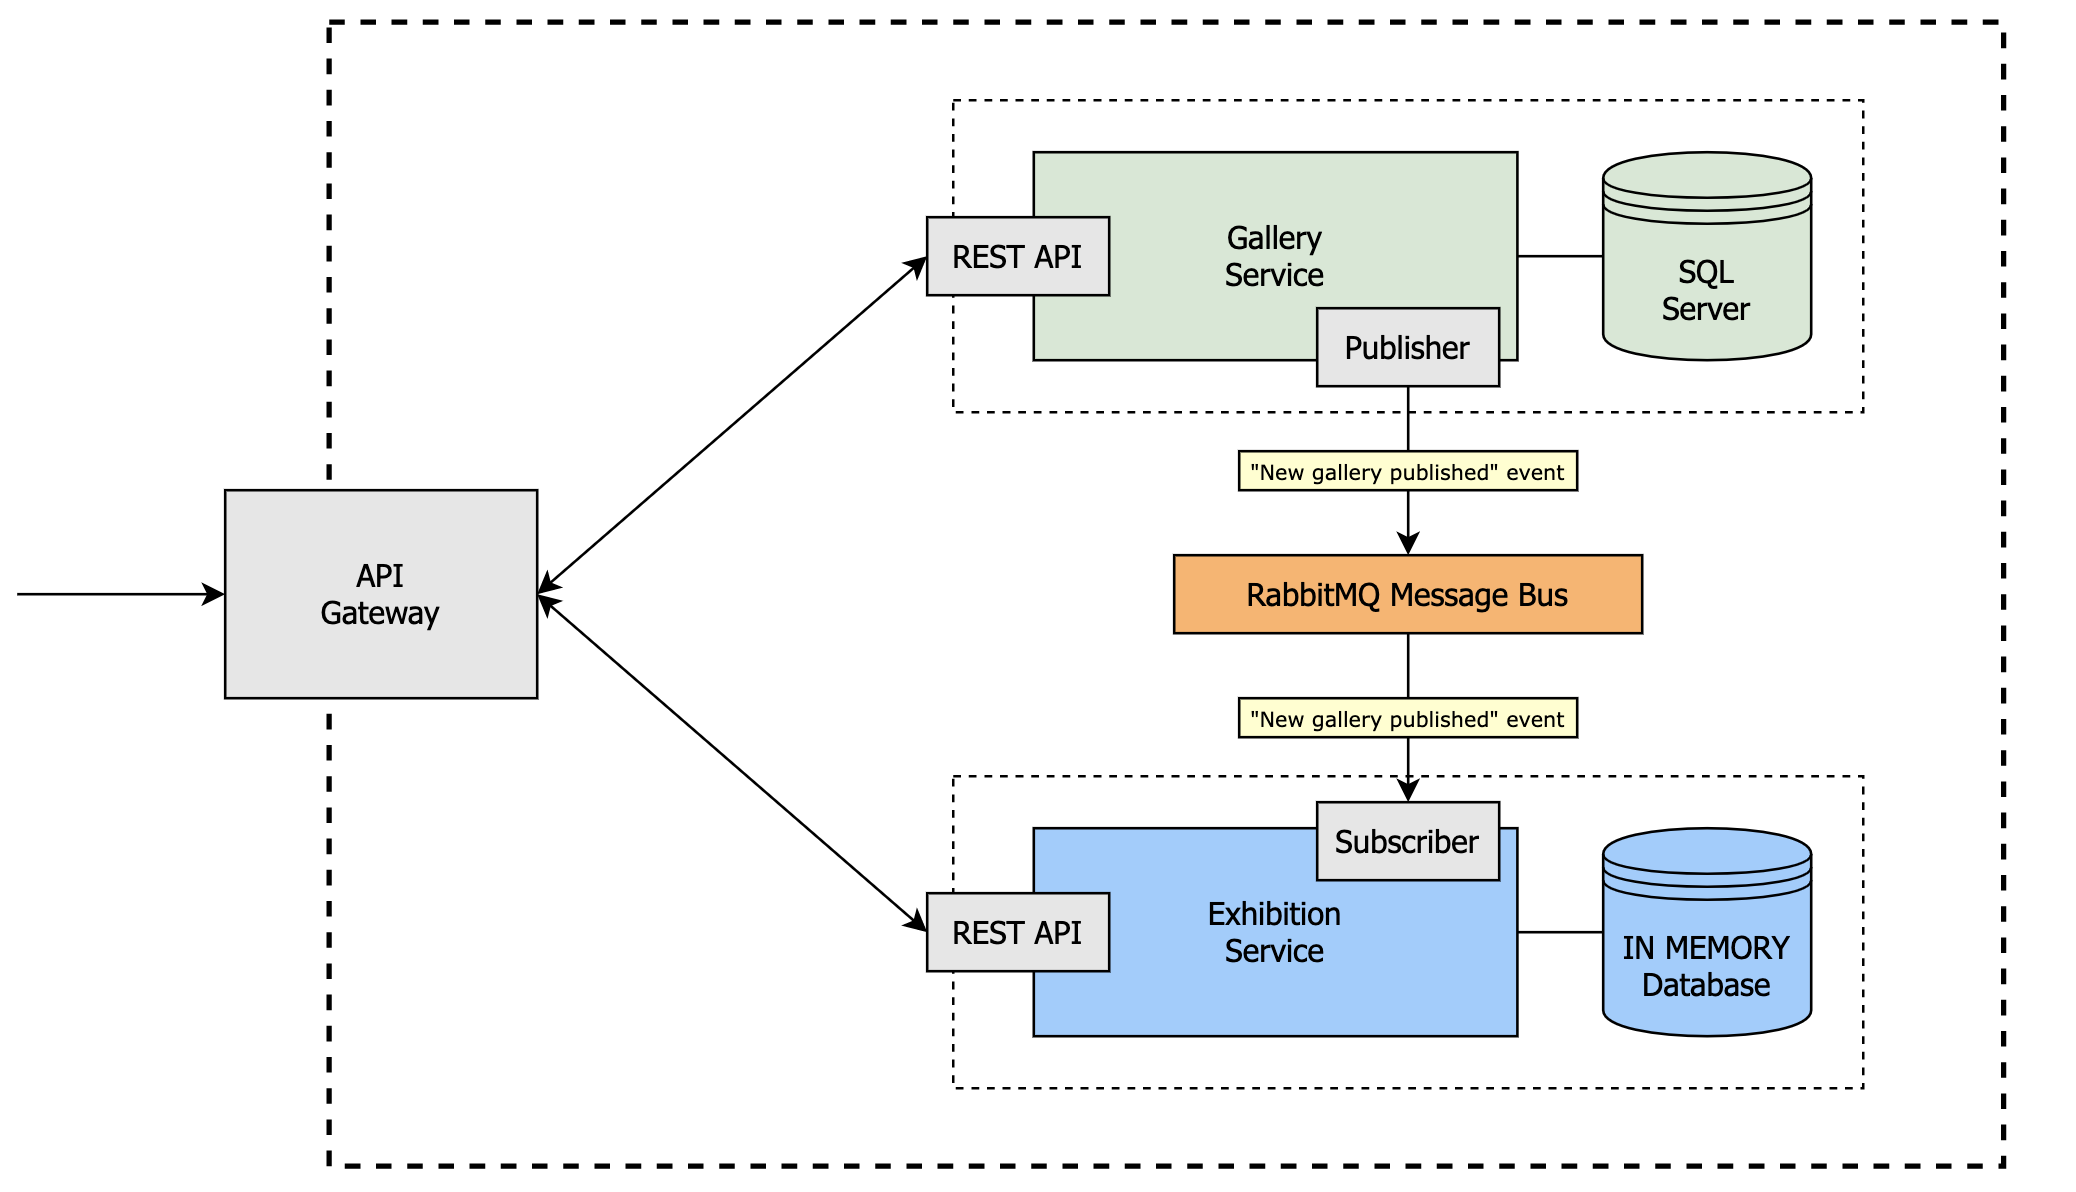 REST API
Gallery
Service
SQL
Server
Publisher
"New gallery published" event
API
Gateway
RabbitMQ Message Bus
"New gallery published" event
Subscriber
REST API
Exhibition
Service
IN MEMORY
Database